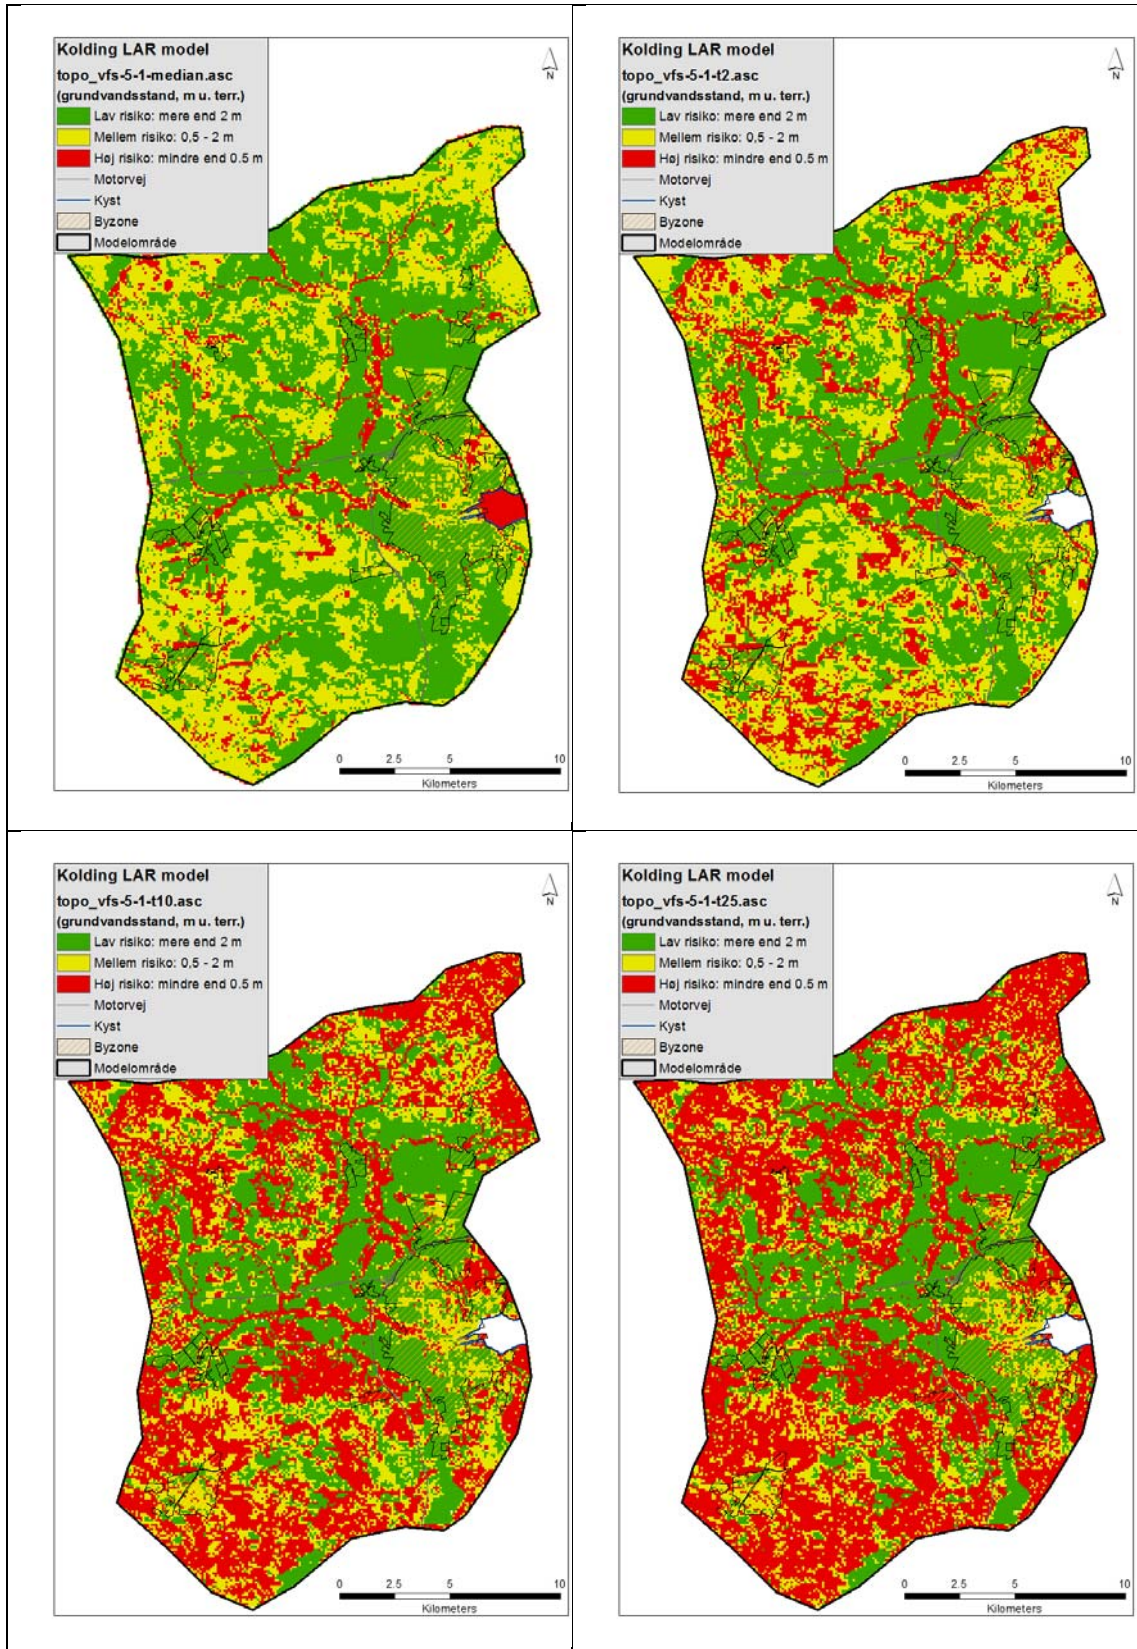 Kolding LAR model
topo_vfs-5-1-median.asc
(grundvandsstand, m u. terr.)
Lav risiko: mere end 2 m
Mellem risiko: 0,5 - 2 m
Høj risiko: mindre end 0.5 m
Motorvej
Kyst
Byzone
Modelområde
N
0 2.5 5 10
Kilometers
Kolding LAR model
topo_vfs-5-1-t2.asc
(grundvandsstand, m u. terr.)
Lav risiko: mere end 2 m
Mellem risiko: 0,5 - 2 m
Høj risiko: mindre end 0.5 m
Motorvej
Kyst
Byzone
Modelområde
N
0 2.5 5 10
Kilometers
Kolding LAR model
topo_vfs-5-1-t10.asc
(grundvandsstand, m u. terr.)
Lav risiko: mere end 2 m
Mellem risiko: 0,5 - 2 m
Høj risiko: mindre end 0.5 m
Motorvej
Kyst
Byzone
Modelområde
N
0 2.5 5 10
Kilometers
Kolding LAR model
topo_vfs-5-1-t25.asc
(grundvandsstand, m u. terr.)
Lav risiko: mere end 2 m
Mellem risiko: 0,5 - 2 m
Høj risiko: mindre end 0.5 m
Motorvej
Kyst
Byzone
Modelområde
N
0 2.5 5 10
Kilometers